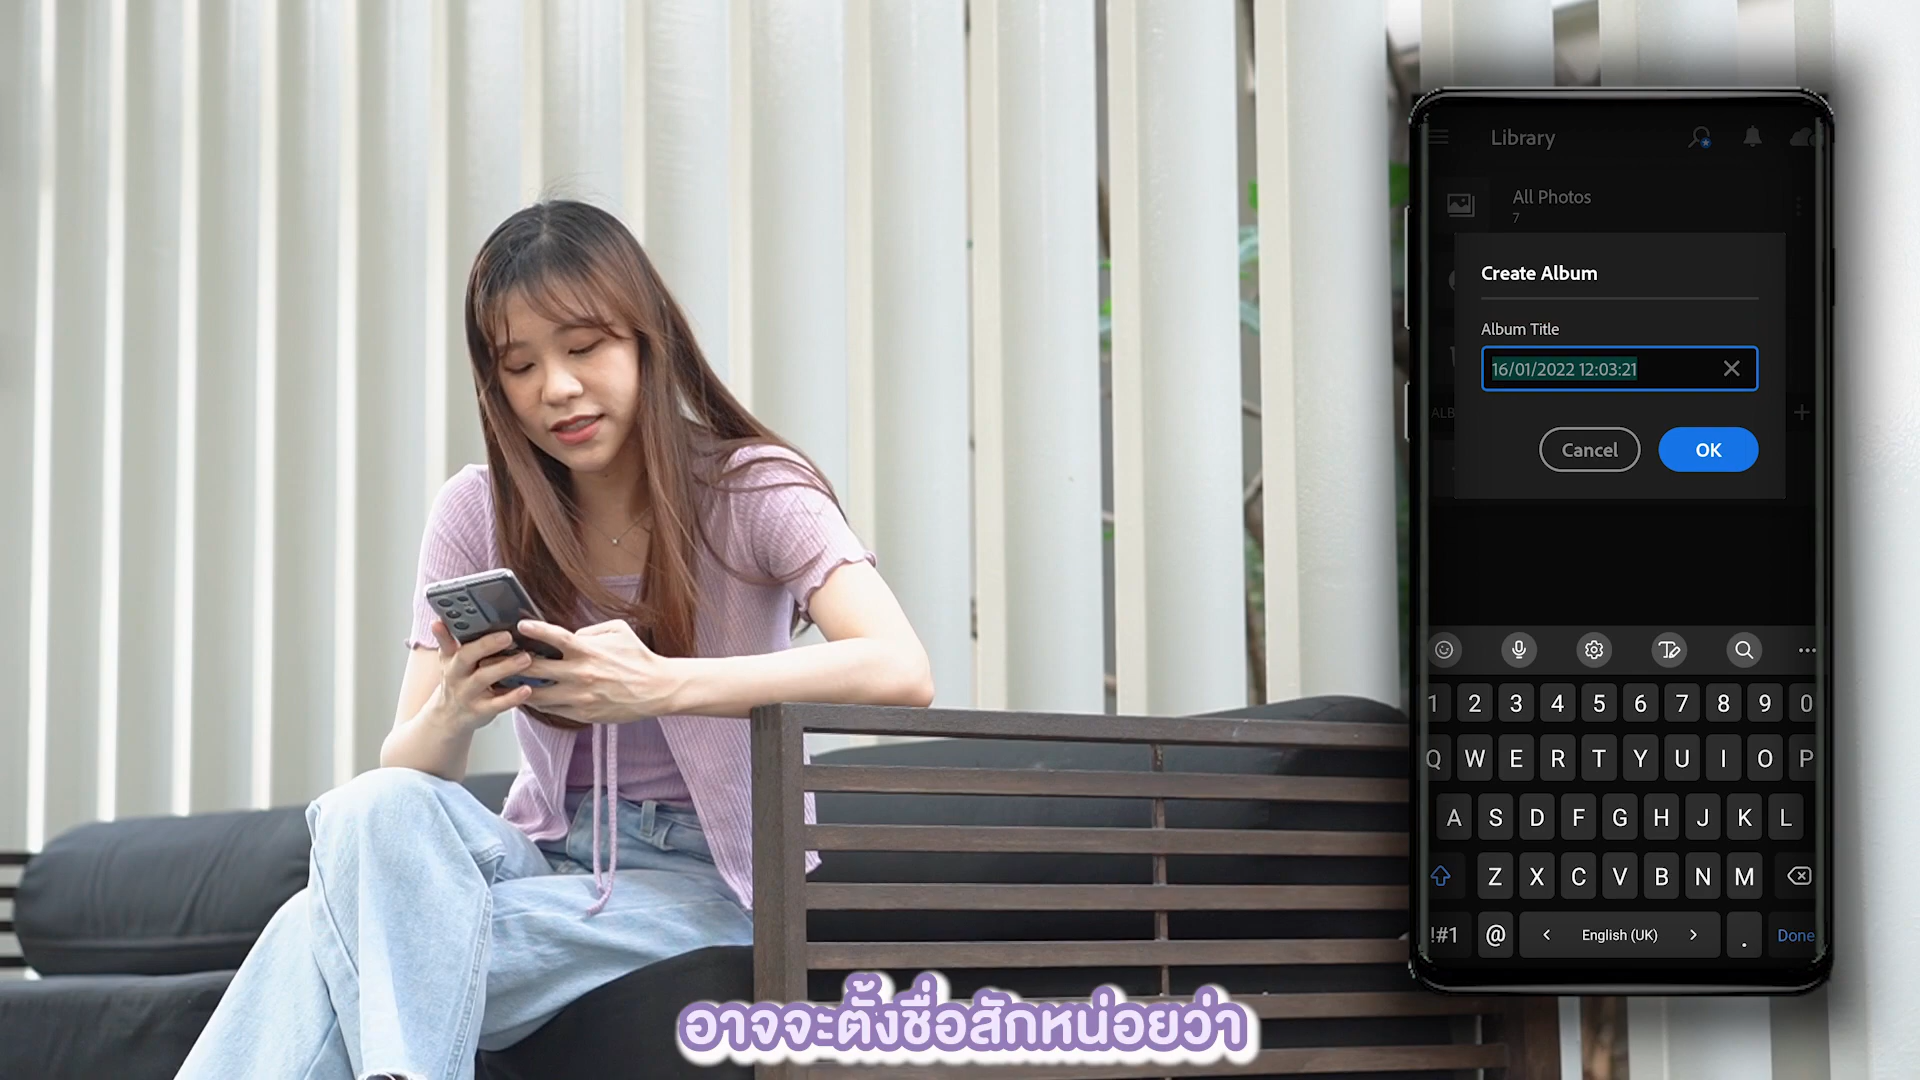 Library
All Photos
7
Create Album
Album Title
16/01/2022 12:03:21
ALB
Cancel
OK
1 2 3 4 5 6 7 8 9 0
Q W E R T Y U I O P
A S D F G H J K L
Z X C V B N M
!#1 @ < English (UK) > . Done
อาจจะตั้งชื่อสักหน่อยว่า